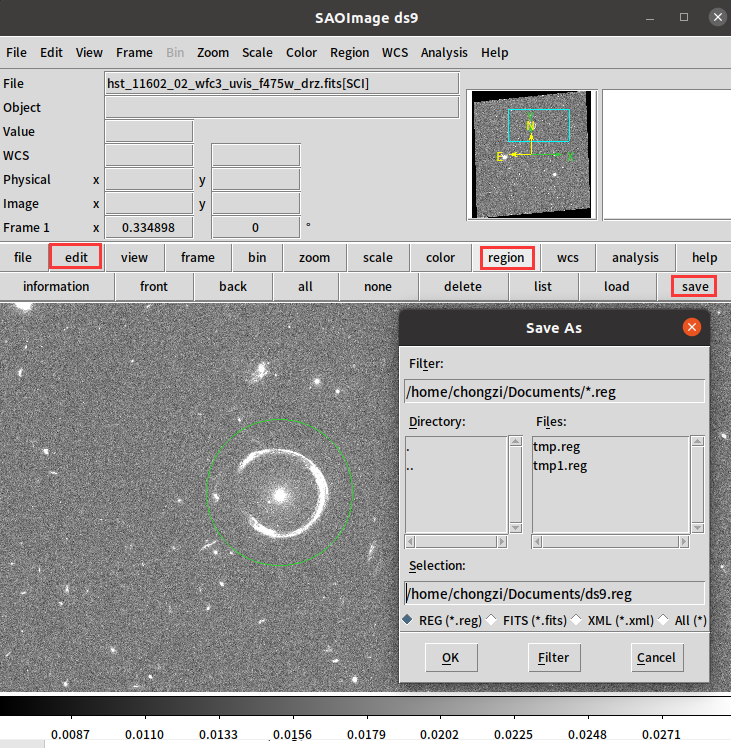 SAOImage ds9
File Edit View Frame Bin Zoom Scale Color Region WCS Analysis Help
File hst_11602_02_wfc3_uvis_f475w_drz.fits[SCI]
Object
Value
WCS
Physical x y
Image x y
Frame 1 x 0.334898 0 °
Y
N
E X
file edit view frame bin zoom scale color region wcs analysis help
information front back all none delete list load save
Save As
Filter:
/home/chongzi/Documents/*.reg
Directory: Files:
. tmp.reg
.. tmp1.reg
Selection:
/home/chongzi/Documents/ds9.reg
REG (*.reg) FITS (*.fits) XML (*.xml) All (*)
OK Filter Cancel
0.0087 0.0110 0.0133 0.0156 0.0179 0.0202 0.0225 0.0248 0.0271